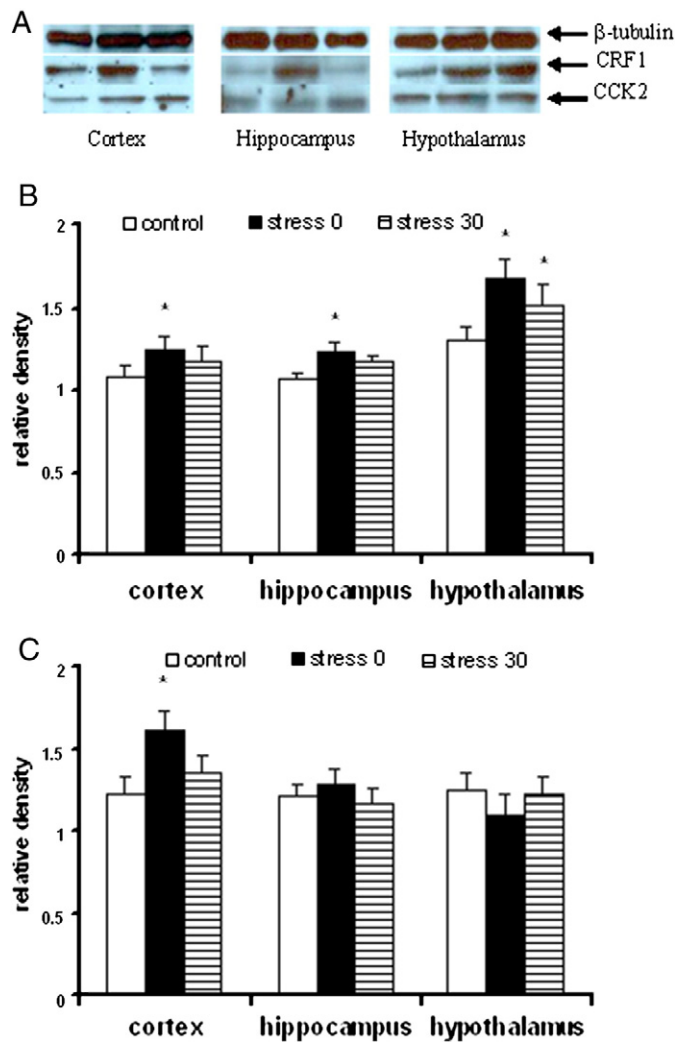 A
β-tubulin
CRF1
CCK2
Cortex Hippocampus Hypothalamus
B
2
control stress 0 stress 30
* *
* *
1.5
relative density
1
0.5
0
cortex hippocampus hypothalamus
C
2
control stress 0 stress 30
*
1.5
relative density
1
0.5
0
cortex hippocampus hypothalamus